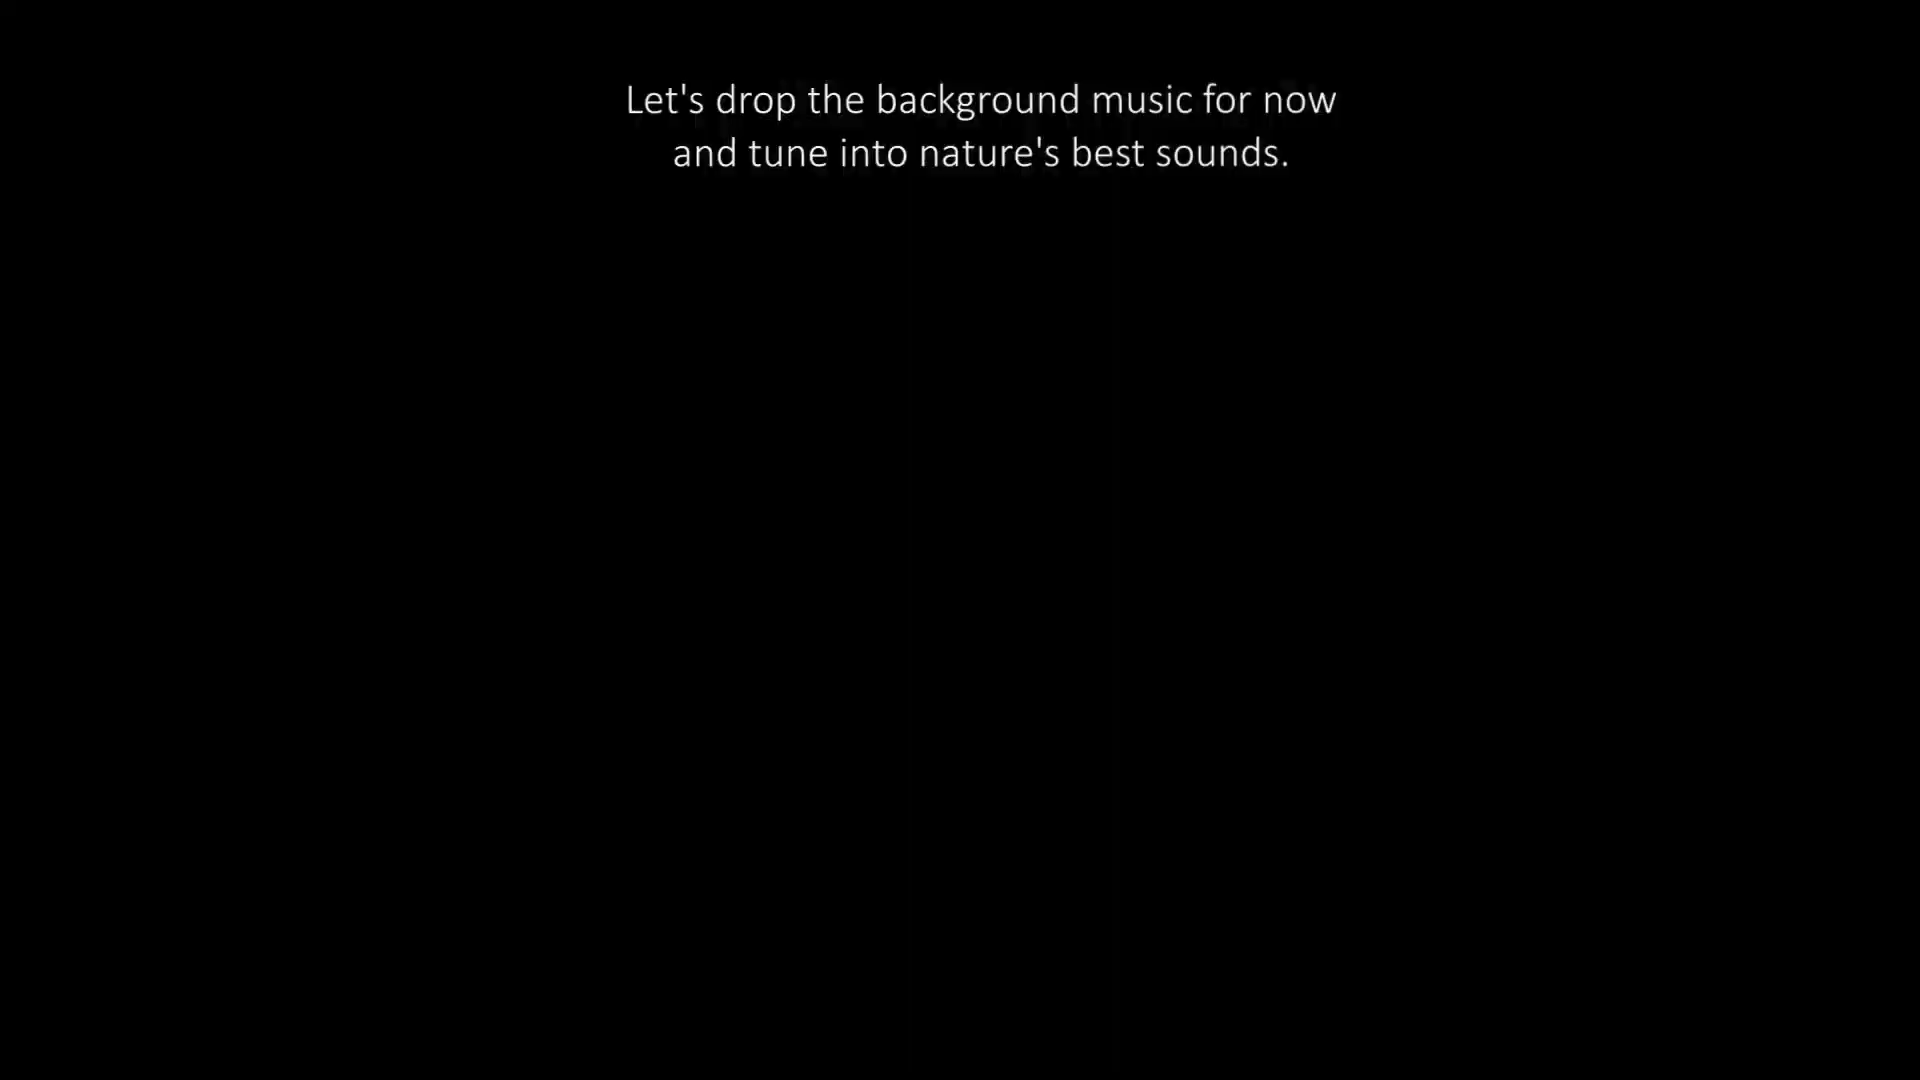 Let's drop the background music for now
and tune into nature's best sounds.